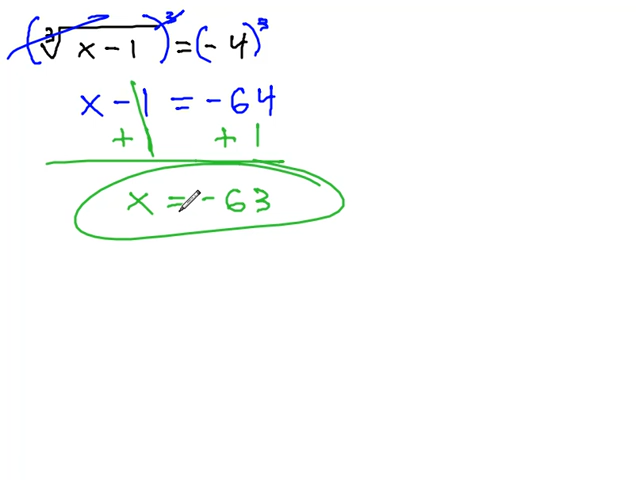 (∛x - 1)³ = (- 4)³
x - 1 = - 64
+ 1 + 1
x = - 63